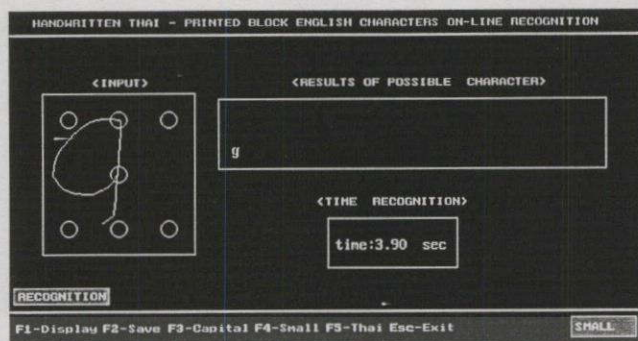 HANDWRITTEN THAI - PRINTED BLOCK ENGLISH CHARACTERS ON-LINE RECOGNITION
<INPUT>
<RESULTS OF POSSIBLE CHARACTER>
g
<TIME RECOGNITION>
time:3.90 sec
RECOGNITION
F1-Display F2-Save F3-Capital F4-Small F5-Thai Esc-Exit
SMALL